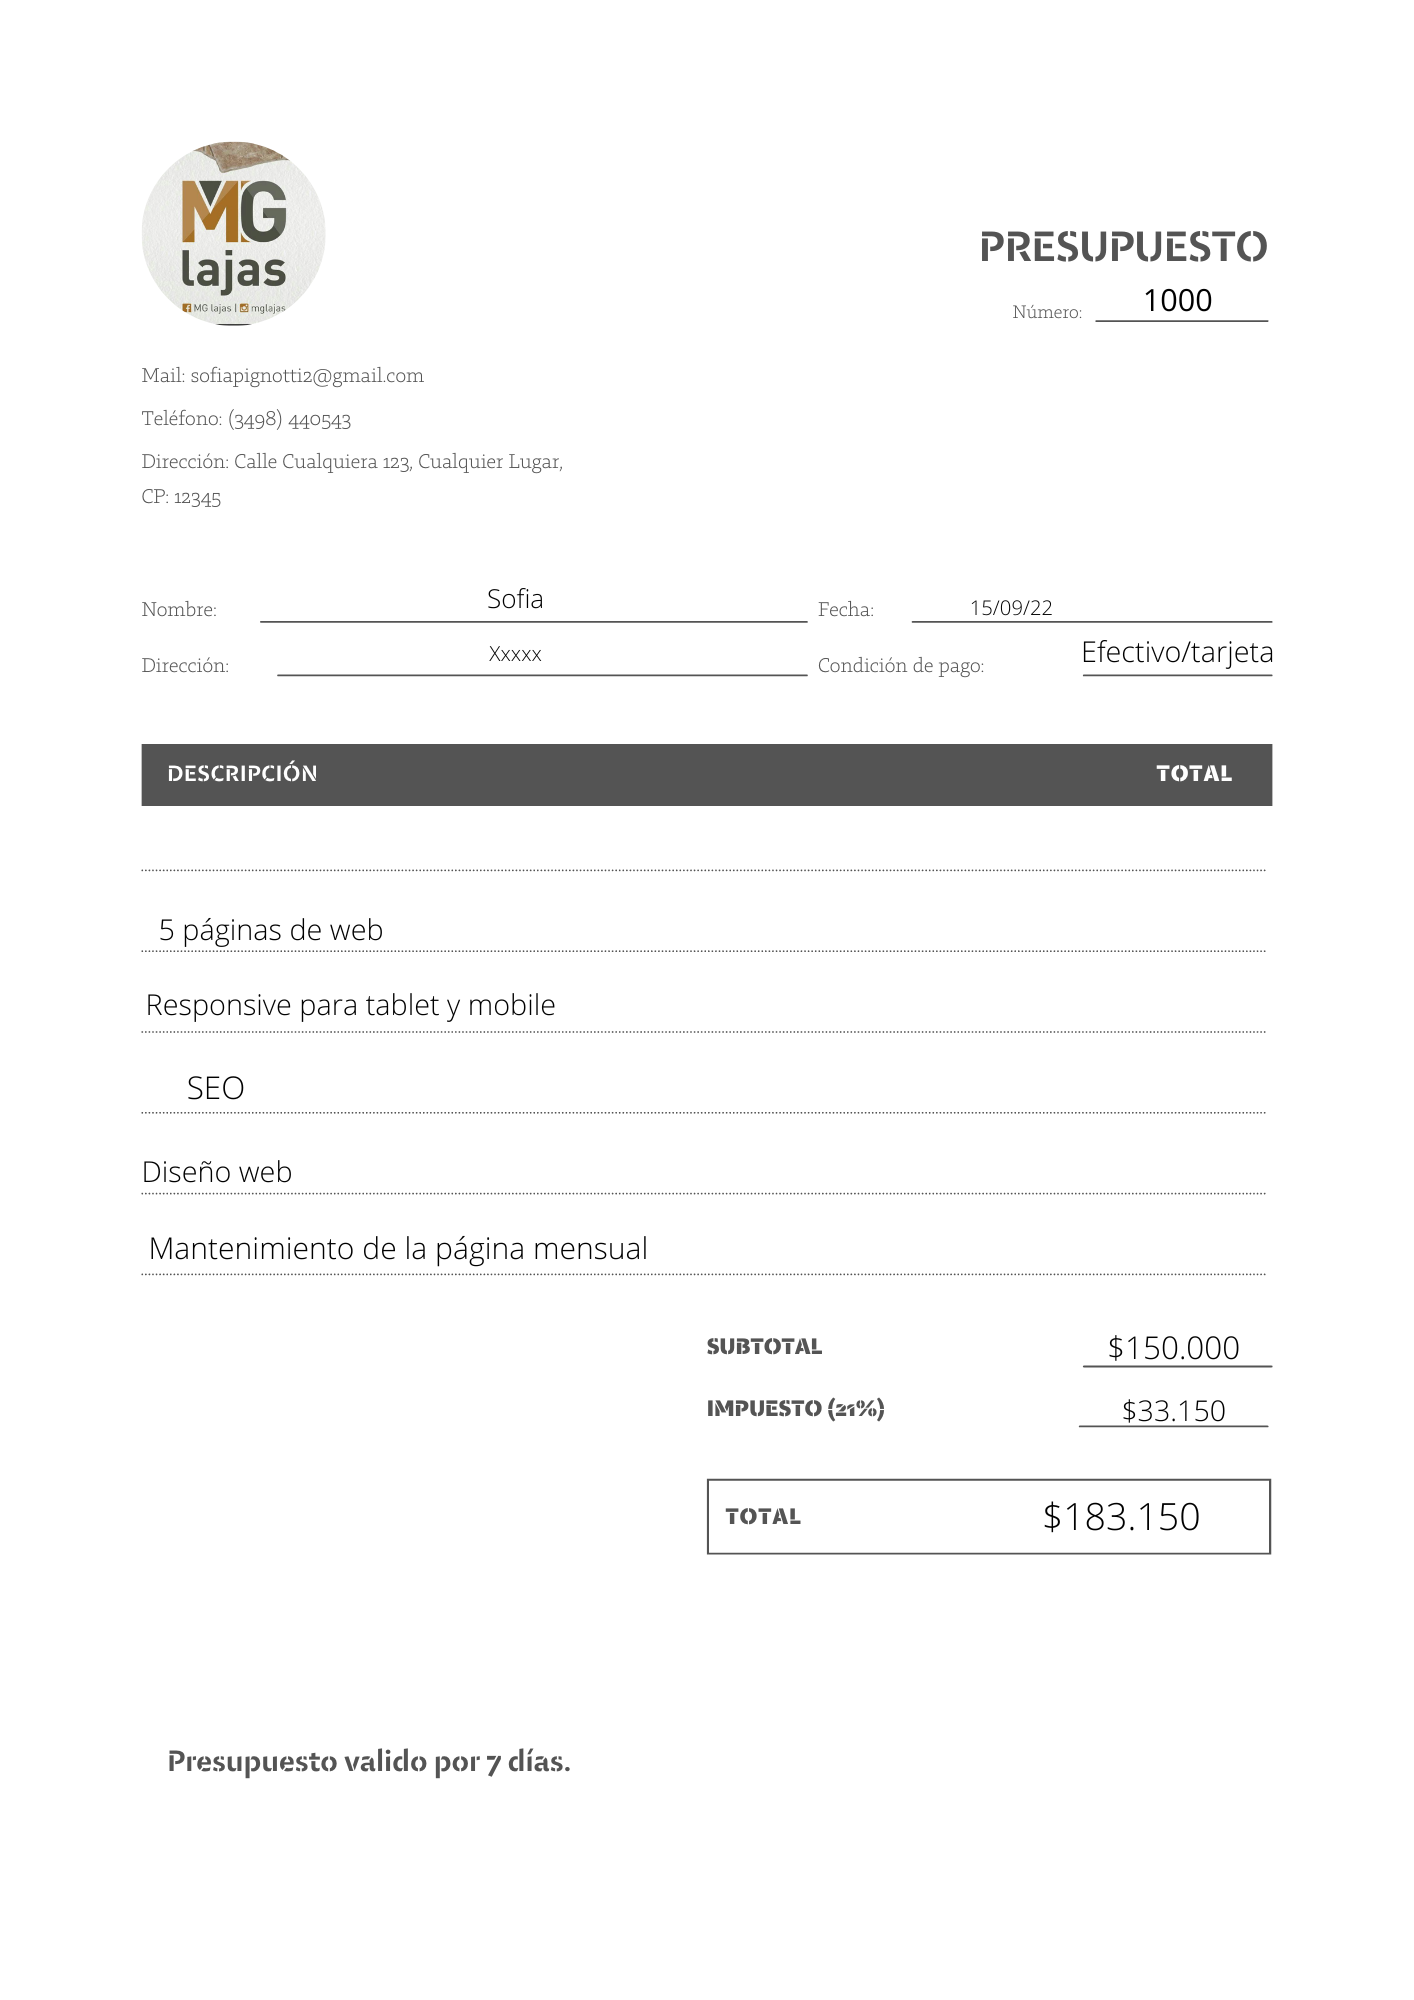 MG
lajas
MG lajas | mglajas
PRESUPUESTO
Número: 1000
Mail: sofiapignotti2@gmail.com
Teléfono: (3498) 440543
Dirección: Calle Cualquiera 123, Cualquier Lugar,
CP: 12345
Nombre: Sofia Fecha: 15/09/22
Dirección: Xxxxx Condición de pago: Efectivo/tarjeta
DESCRIPCIÓN TOTAL
5 páginas de web
Responsive para tablet y mobile
SEO
Diseño web
Mantenimiento de la página mensual
SUBTOTAL $150.000
IMPUESTO (21%) $33.150
TOTAL $183.150
Presupuesto valido por 7 días.